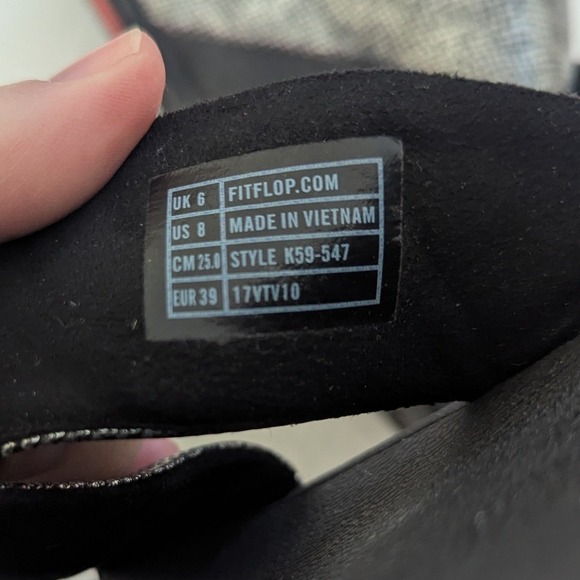 UK 6 FITFLOP.COM
US 8 MADE IN VIETNAM
CM 25.0 STYLE K59-547
EUR 39 17VTV10